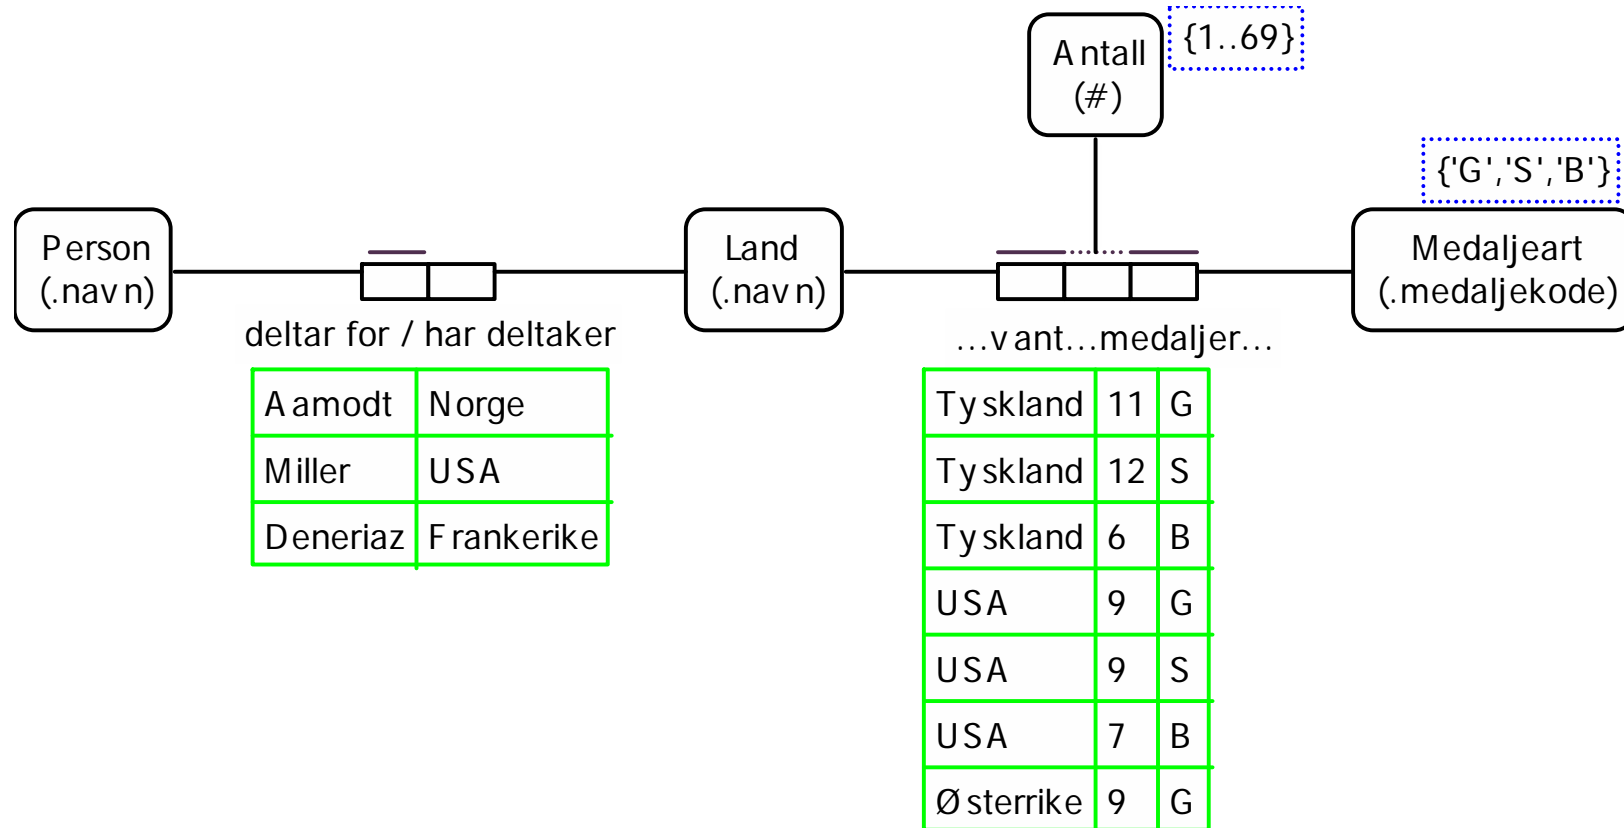 Antall
(#)
{1..69}
{'G','S','B'}
Person
(.navn)
Land
(.navn)
Medaljeart
(.medaljekode)
deltar for / har deltaker
...vant...medaljer...
Aamodt Norge
Miller USA
Deneriaz Frankerike
Tyskland 11 G
Tyskland 12 S
Tyskland 6 B
USA 9 G
USA 9 S
USA 7 B
Østerrike 9 G